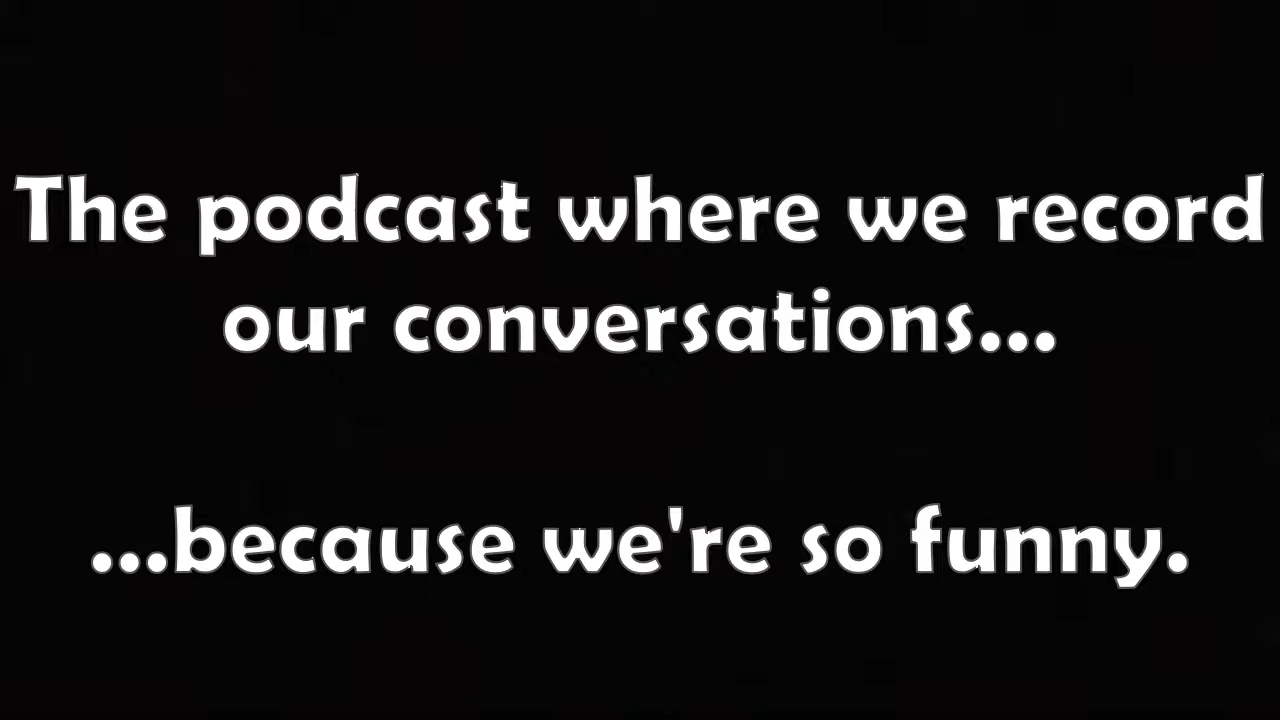 The podcast where we record
our conversations...
...because we're so funny.